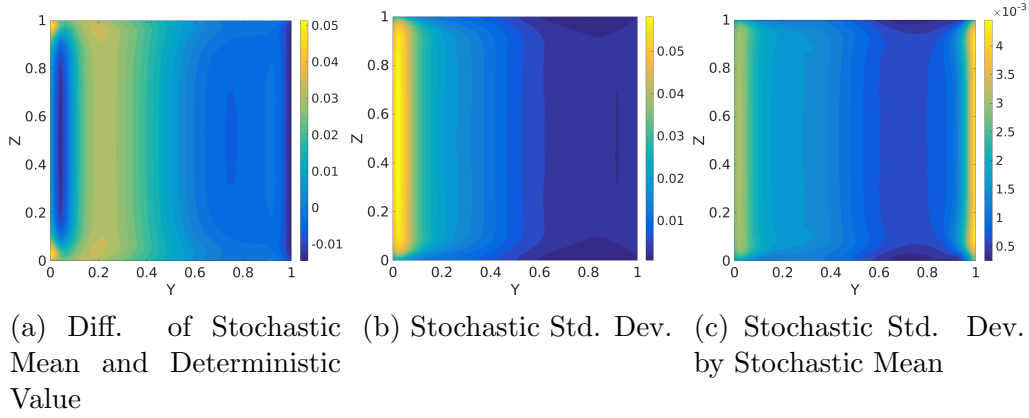 ×10⁻³
1 0.8 0.6 0.4 0.2 0
Z
0 0.2 0.4 0.6 0.8 1
Y
0.05 0.04 0.03 0.02 0.01 0 -0.01
1 0.8 0.6 0.4 0.2 0
Z
0 0.2 0.4 0.6 0.8 1
Y
0.05 0.04 0.03 0.02 0.01
1 0.8 0.6 0.4 0.2 0
Z
0 0.2 0.4 0.6 0.8 1
Y
4 3.5 3 2.5 2 1.5 1 0.5
(a) Diff. of Stochastic
Mean and Deterministic
Value
(b) Stochastic Std. Dev.
(c) Stochastic Std. Dev.
by Stochastic Mean